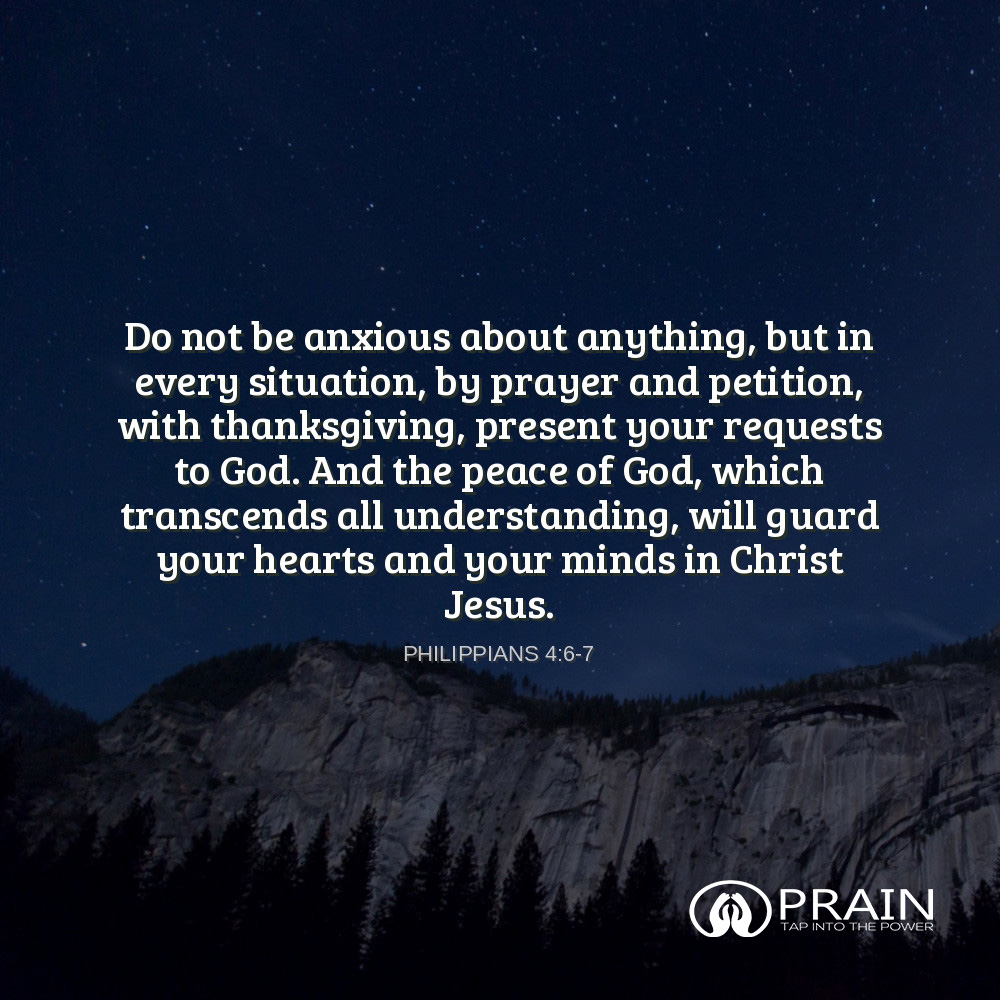 Do not be anxious about anything, but in
every situation, by prayer and petition,
with thanksgiving, present your requests
to God. And the peace of God, which
transcends all understanding, will guard
your hearts and your minds in Christ
Jesus.
PHILIPPIANS 4:6-7
PRAIN
TAP INTO THE POWER